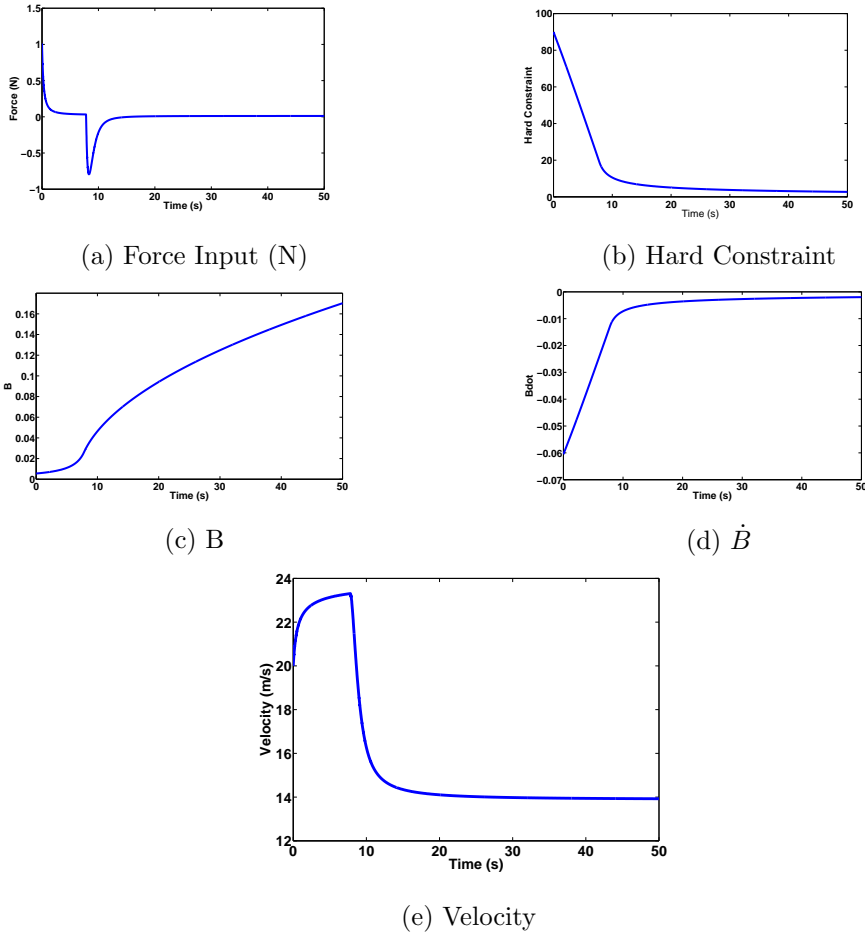 1.5
1
0.5
0
−0.5
−1
Force (N)
0 10 20 30 40 50
Time (s)
(a) Force Input (N)
100
80
60
40
20
0
Hard Constraint
0 10 20 30 40 50
Time (s)
(b) Hard Constraint
0.16
0.14
0.12
0.1
0.08
0.06
0.04
0.02
0
B
0 10 20 30 40 50
Time (s)
(c) B
0
−0.01
−0.02
−0.03
−0.04
−0.05
−0.06
−0.07
Bdot
0 10 20 30 40 50
Time (s)
(d) Ḃ
24
22
20
18
16
14
12
Velocity (m/s)
0 10 20 30 40 50
Time (s)
(e) Velocity